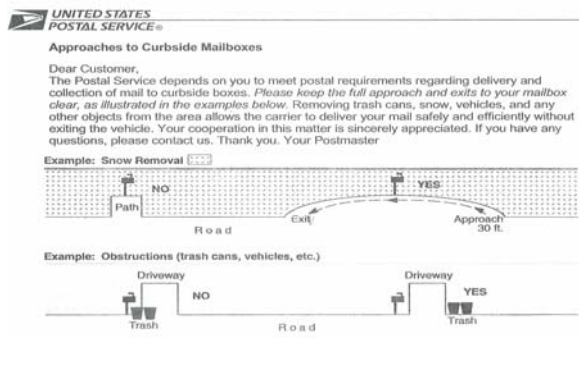 UNITED STATES
POSTAL SERVICE®
Approaches to Curbside Mailboxes
Dear Customer,
The Postal Service depends on you to meet postal requirements regarding delivery and
collection of mail to curbside boxes. Please keep the full approach and exits to your mailbox
clear, as illustrated in the examples below. Removing trash cans, snow, vehicles, and any
other objects from the area allows the carrier to deliver your mail safely and efficiently without
exiting the vehicle. Your cooperation in this matter is sincerely appreciated. If you have any
questions, please contact us. Thank you. Your Postmaster
Example: Snow Removal
NO
YES
Path
Road
Exit
Approach
30 ft.
Example: Obstructions (trash cans, vehicles, etc.)
Driveway
Driveway
NO
YES
Trash
Road
Trash